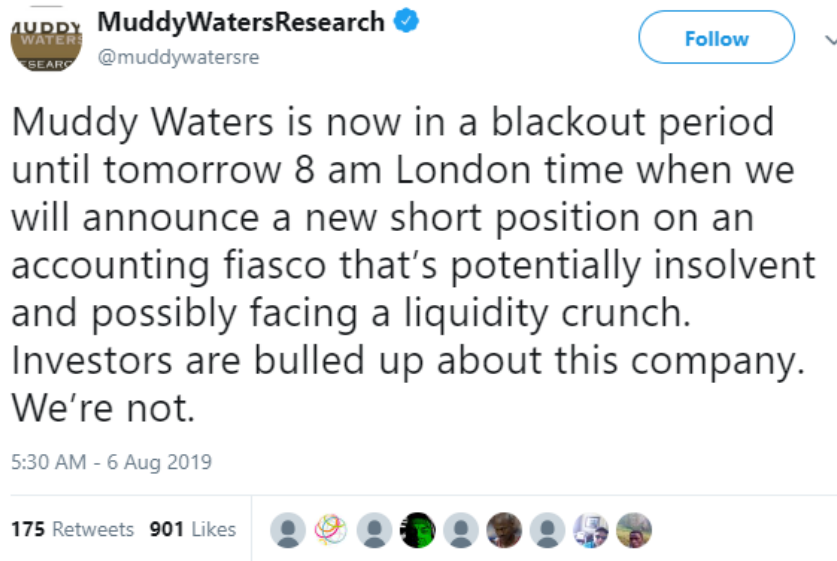 MUDDY
WATERS
MuddyWatersResearch
@muddywatersre
Follow
Muddy Waters is now in a blackout period
until tomorrow 8 am London time when we
will announce a new short position on an
accounting fiasco that's potentially insolvent
and possibly facing a liquidity crunch.
Investors are bulled up about this company.
We're not.
5:30 AM - 6 Aug 2019
175 Retweets 901 Likes